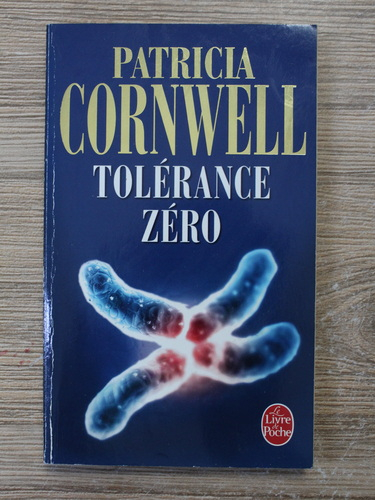 PATRICIA
CORNWELL
TOLÉRANCE
ZÉRO
Le
Livre
de
Poche